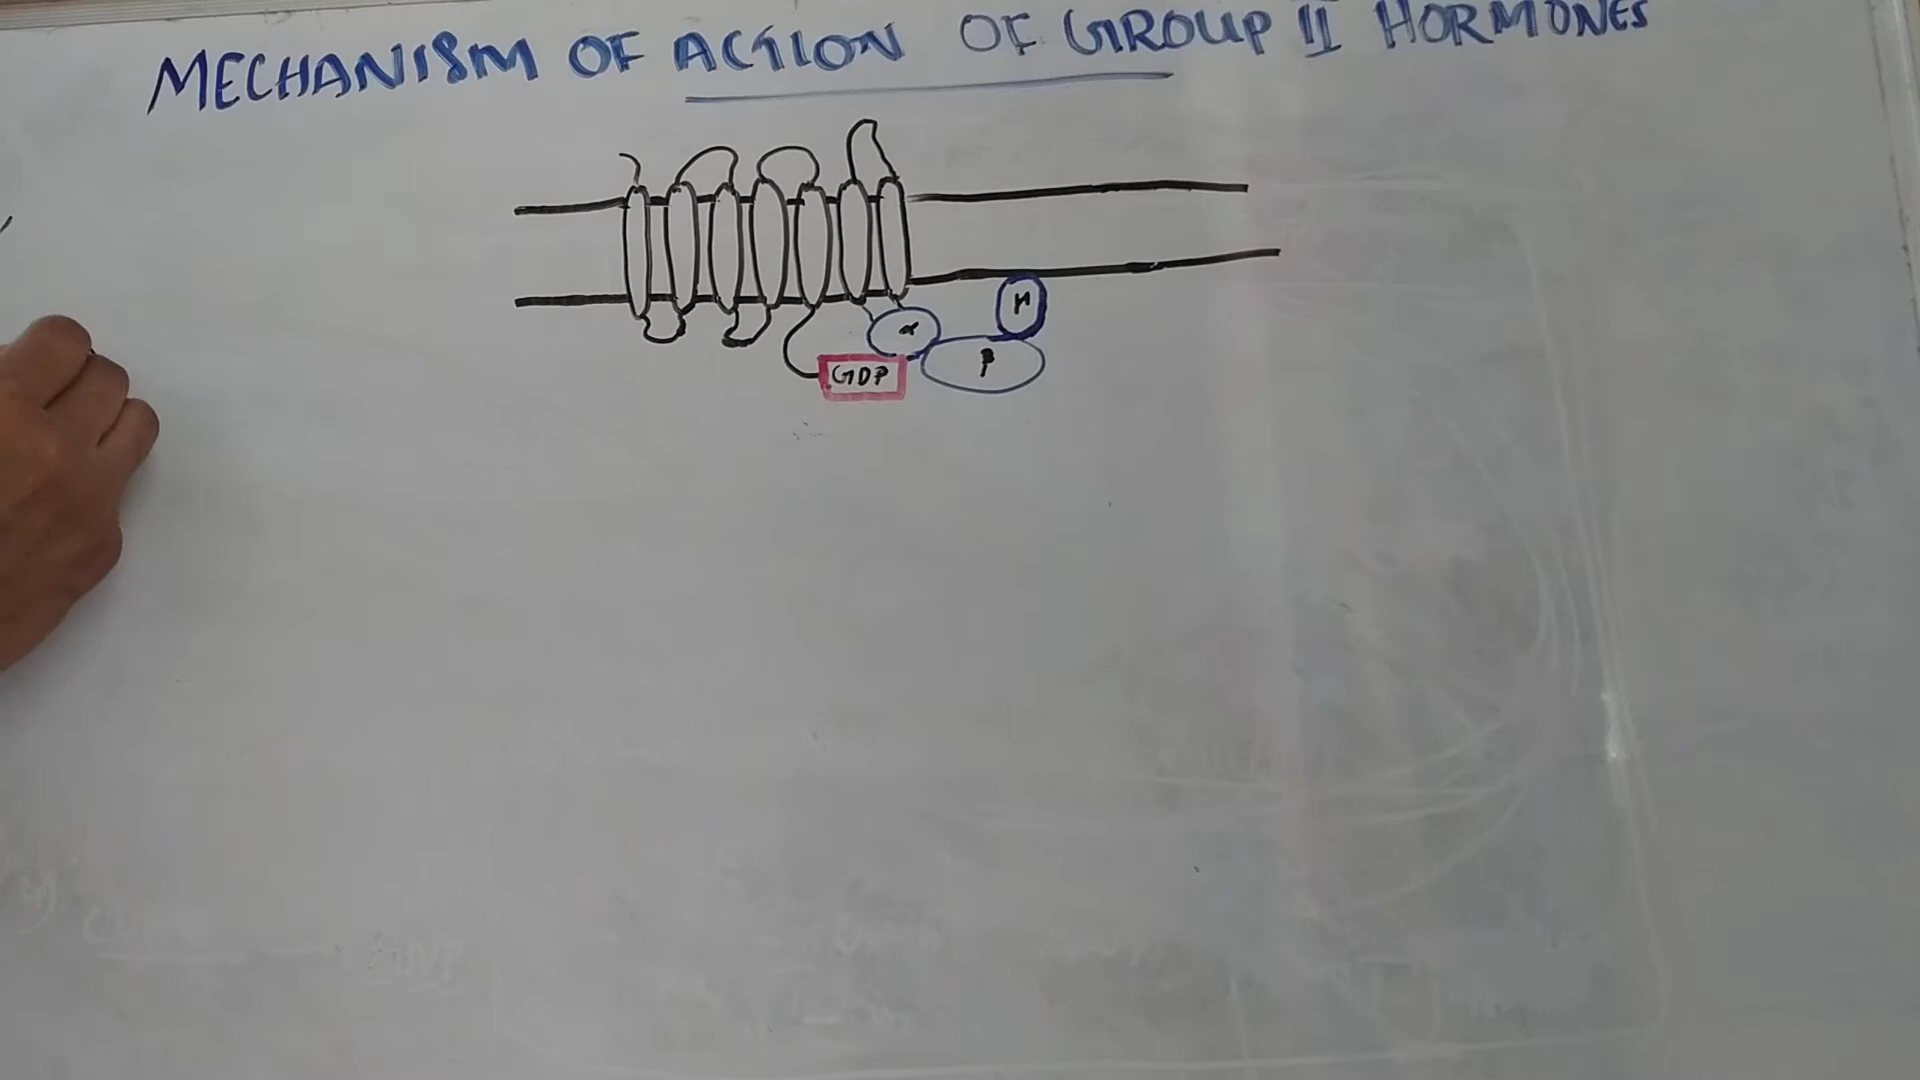 MECHANISM OF ACTION OF GROUP II HORMONES
γ
α
β
GDP